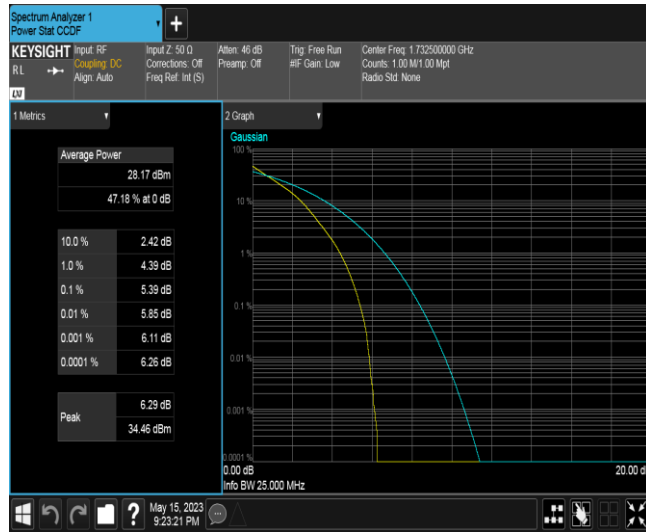 Spectrum Analyzer 1
Power Stat CCDF
KEYSIGHT
RL
LXI
Input: RF
Coupling: DC
Align: Auto
Input Z: 50 Ω
Corrections: Off
Freq Ref: Int (S)
Atten: 46 dB
Preamp: Off
Trig: Free Run
#IF Gain: Low
Center Freq: 1.732500000 GHz
Counts: 1.00 M/1.00 Mpt
Radio Std: None
1 Metrics
Average Power
28.17 dBm
47.18 % at 0 dB
10.0 % 2.42 dB
1.0 % 4.39 dB
0.1 % 5.39 dB
0.01 % 5.85 dB
0.001 % 6.11 dB
0.0001 % 6.26 dB
Peak
6.29 dB
34.46 dBm
2 Graph
Gaussian
100 %
10 %
1 %
0.1 %
0.01 %
0.001 %
0.0001 %
0.00 dB
20.00 d
Info BW 25.000 MHz
?
May 15, 2023
9:23:21 PM